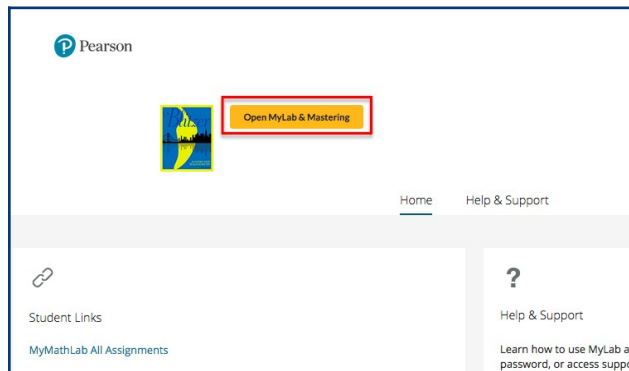 Pearson
Blitzer
Open MyLab & Mastering
Home Help & Support
Student Links
MyMathLab All Assignments
?
Help & Support
Learn how to use MyLab a
password, or access suppo